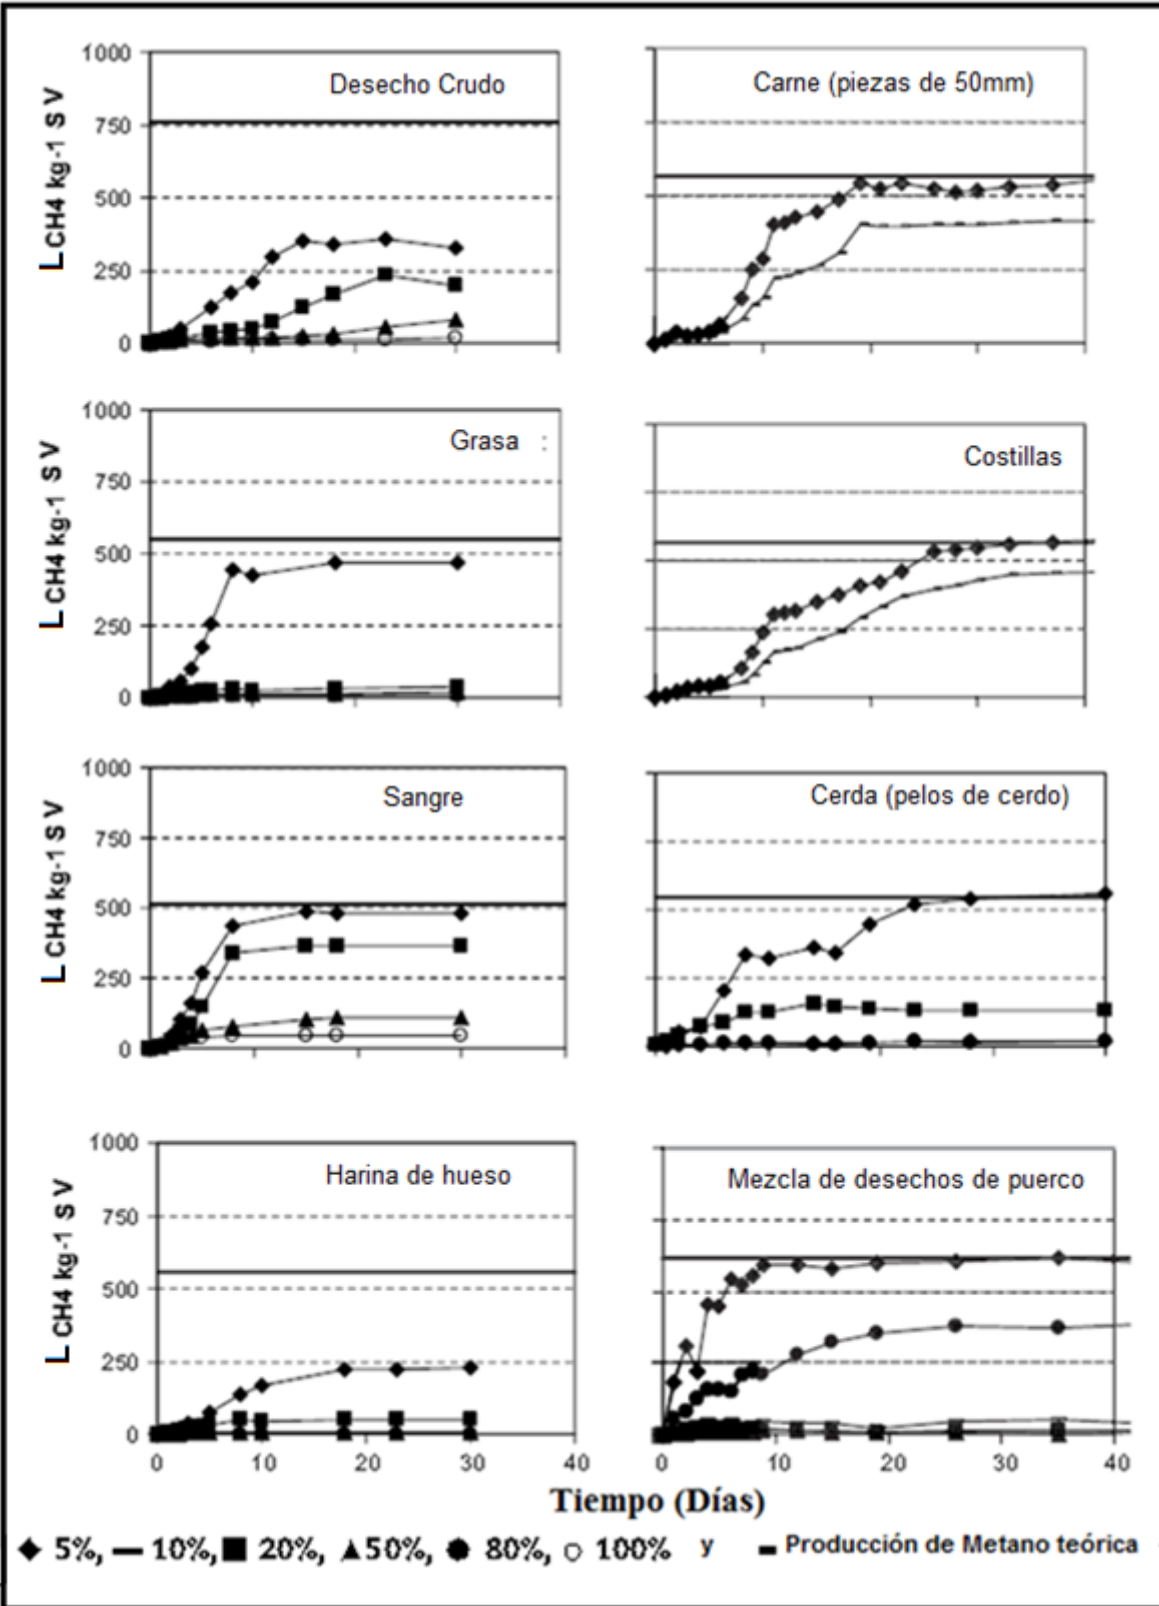 Desecho Crudo
Carne (piezas de 50mm)
1000
750
500
250
0
L CH4 kg-1 S V
Grasa :
Costillas
1000
750
500
250
0
L CH4 kg-1 S V
Sangre
Cerda (pelos de cerdo)
1000
750
500
250
0
L CH4 kg-1 S V
Harina de hueso
Mezcla de desechos de puerco
1000
750
500
250
0
L CH4 kg-1 S V
0 10 20 30 40 0 10 20 30 40
Tiempo (Días)
◆ 5%, — 10%, ■ 20%, ▲ 50%, ● 80%, ○ 100% y - Producción de Metano teórica